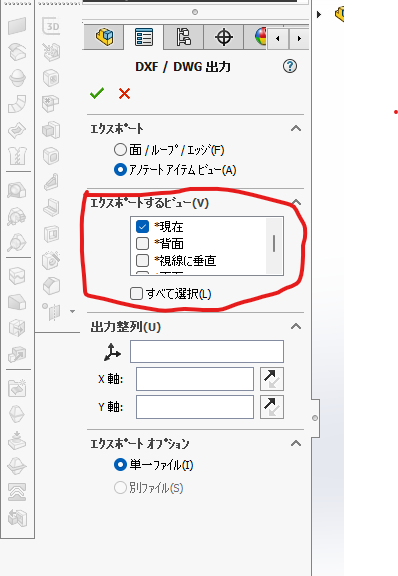 3D
DXF / DWG 出力
?
エクスポート
面 / ループ / エッジ(F)
アノテート アイテム ビュー(A)
エクスポートするビュー(V)
*現在
*背面
*視線に垂直
すべて選択(L)
出力整列(U)
X 軸:
Y 軸:
エクスポート オプション
単一ファイル(I)
別ファイル(S)